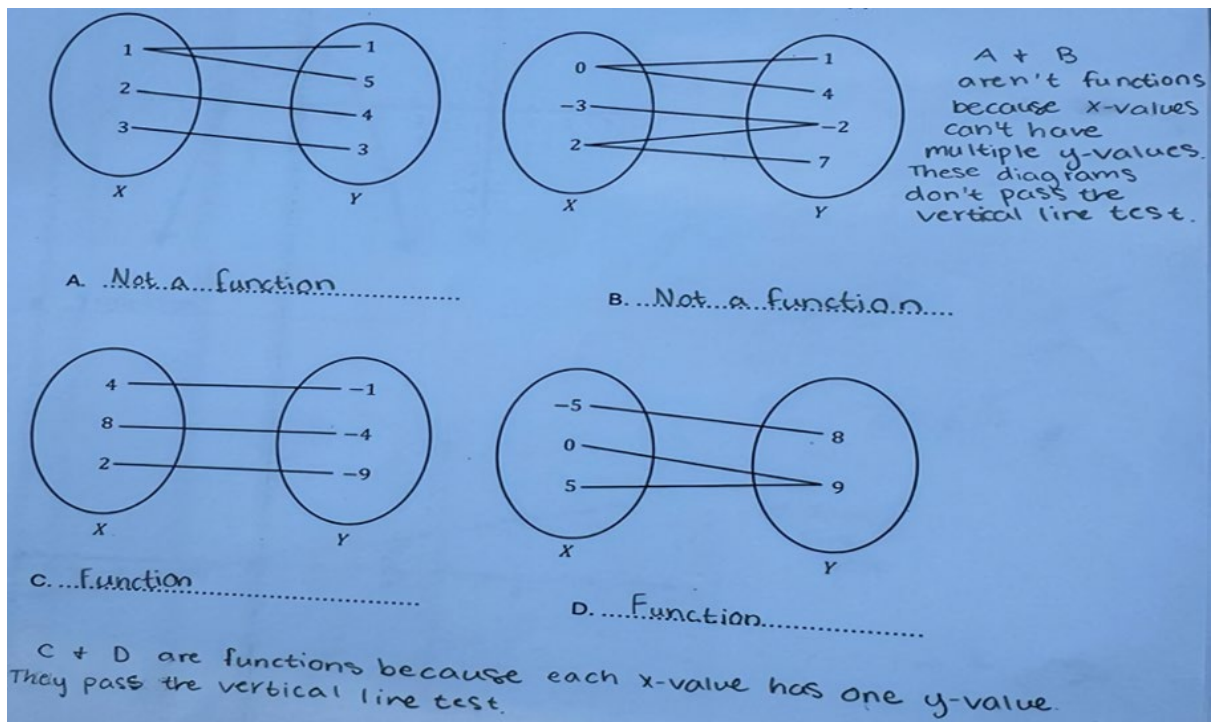 1
2
3
X
1
5
4
3
Y
0
−3
2
X
1
4
−2
7
Y
A + B
aren't functions
because x-values
can't have
multiple y-values.
These diagrams
don't pass the
vertical line test.
A. Not a function
B. Not a function
4
8
2
X
−1
−4
−9
Y
−5
0
5
X
8
9
Y
C. Function
D. Function
C + D are functions because each x-value has one y-value.
They pass the vertical line test.